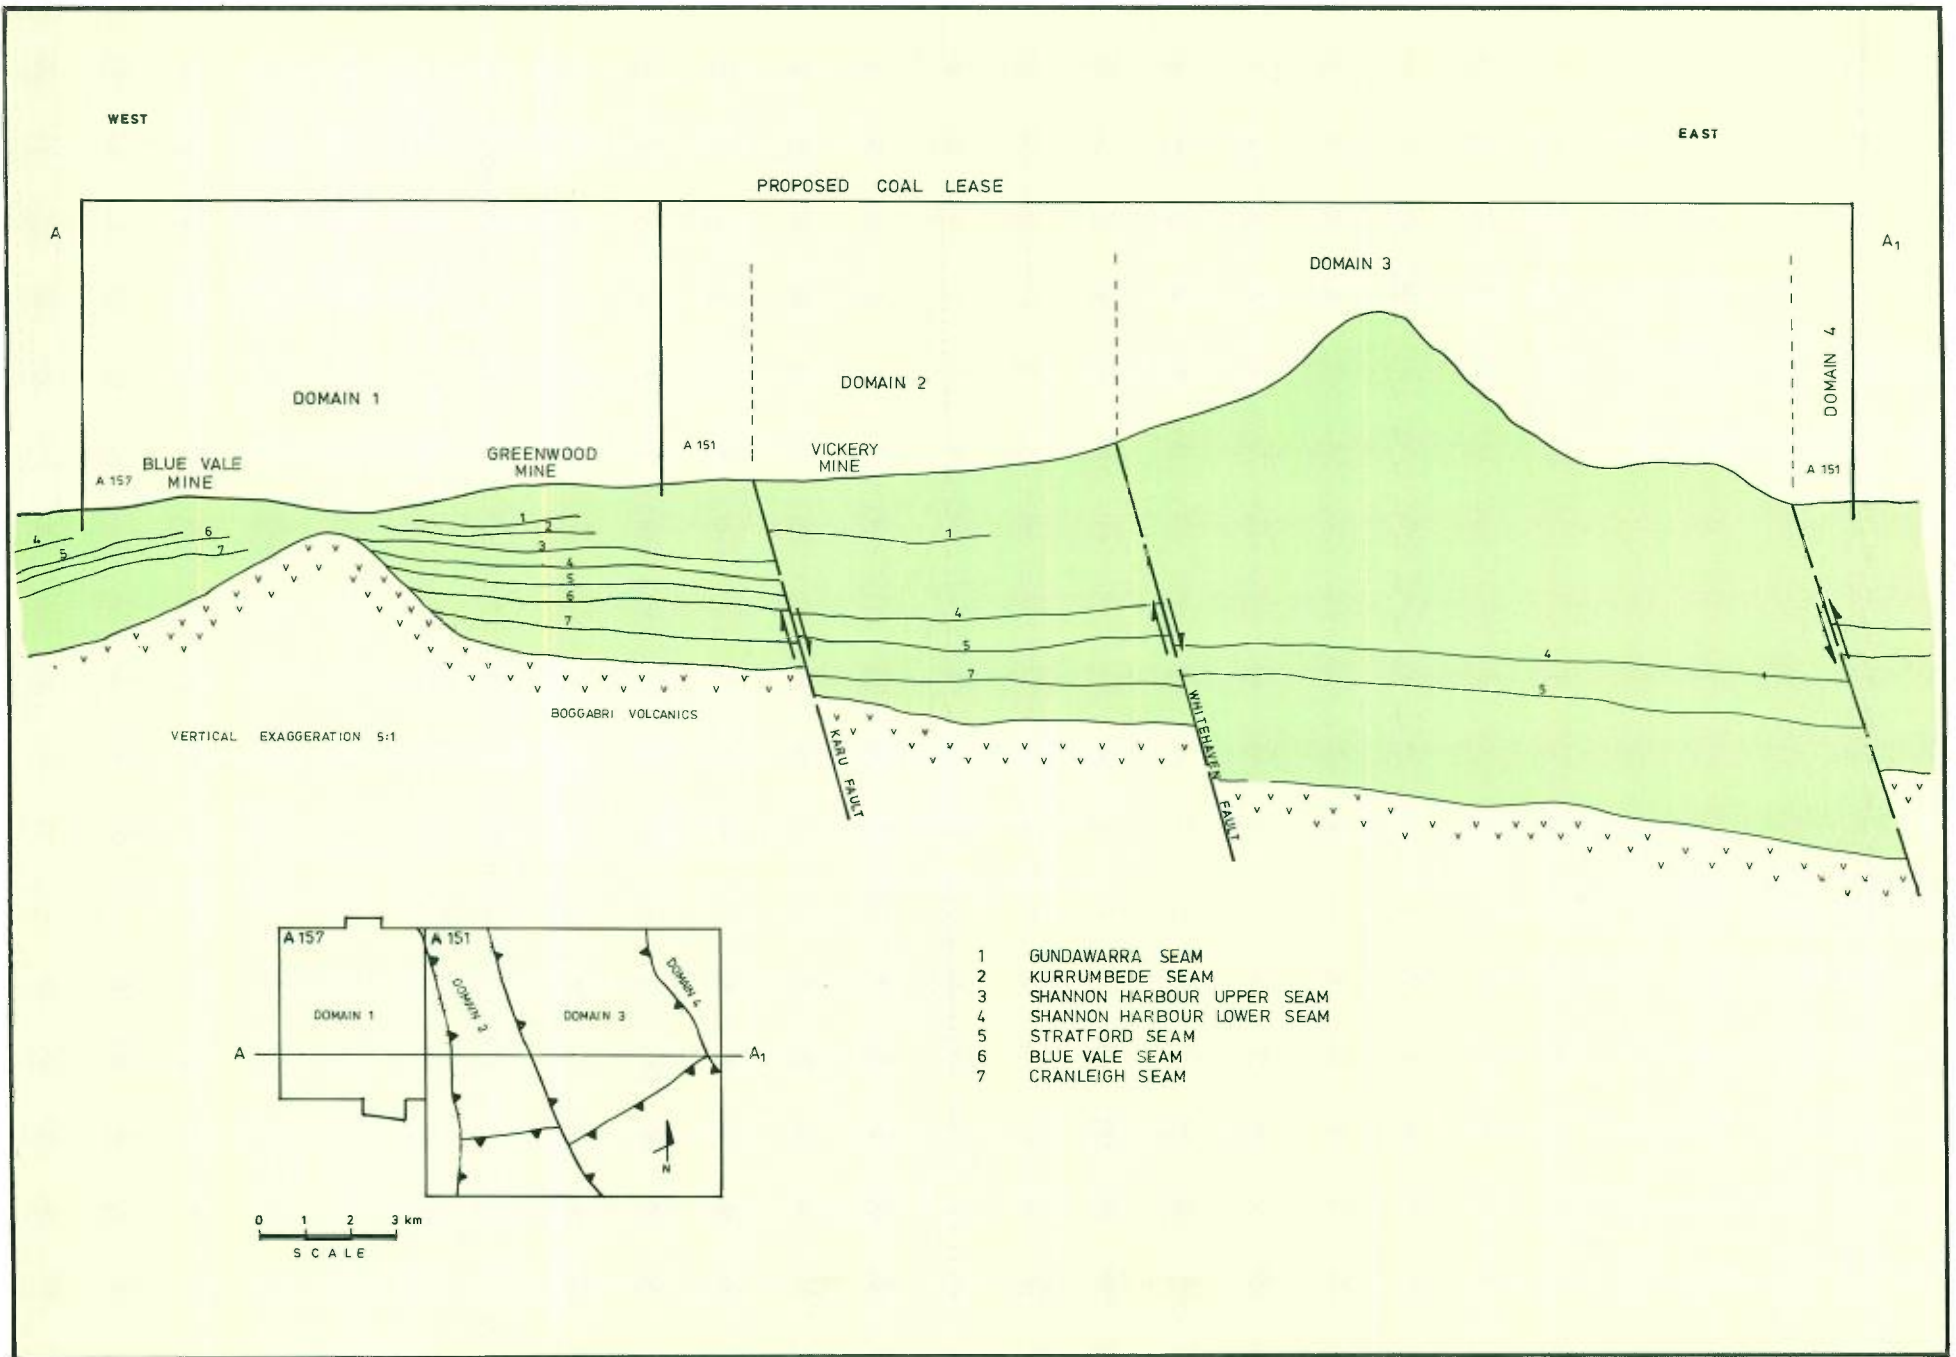 WEST
EAST
PROPOSED COAL LEASE
A
A1
DOMAIN 3
DOMAIN 4
DOMAIN 2
DOMAIN 1
A 151
VICKERY
MINE
GREENWOOD
MINE
BLUE VALE
MINE
A 157
A 151
1
2
3
4
5
6
7
4
5
6
7
1
4
5
7
4
5
4
BOGGABRI VOLCANICS
VERTICAL EXAGGERATION 5:1
KARU FAULT
WHITEHAVEN FAULT
A 157
A 151
DOMAIN 1
DOMAIN 2
DOMAIN 3
DOMAIN 4
A
A1
N
0 1 2 3 km
SCALE
1 GUNDAWARRA SEAM
2 KURRUMBEDE SEAM
3 SHANNON HARBOUR UPPER SEAM
4 SHANNON HARBOUR LOWER SEAM
5 STRATFORD SEAM
6 BLUE VALE SEAM
7 CRANLEIGH SEAM